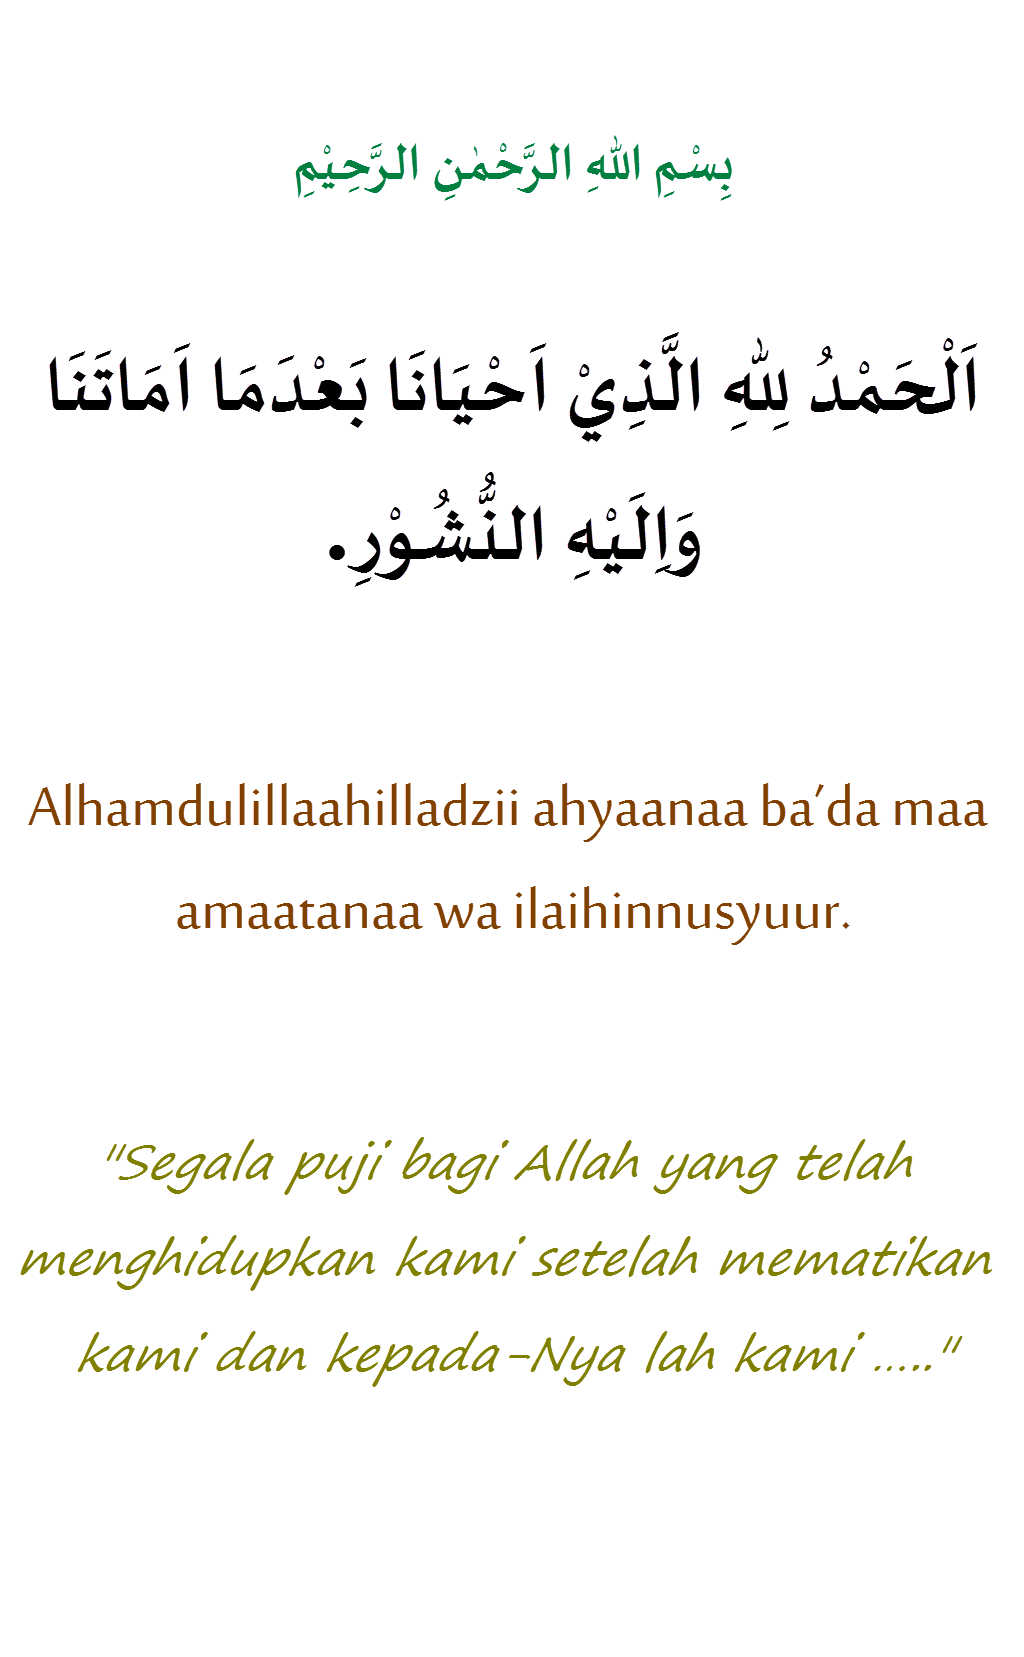 بِسْمِ اللهِ الرَّحْمٰنِ الرَّحِيْمِ
اَلْحَمْدُ لِلّٰهِ الَّذِيْ اَحْيَانَا بَعْدَمَا اَمَاتَنَا
وَاِلَيْهِ النُّشُوْرِ.
Alhamdulillaahilladzii ahyaanaa ba’da maa
amaatanaa wa ilaihinnusyuur.
"Segala puji bagi Allah yang telah
menghidupkan kami setelah mematikan
kami dan kepada-Nya lah kami ....."